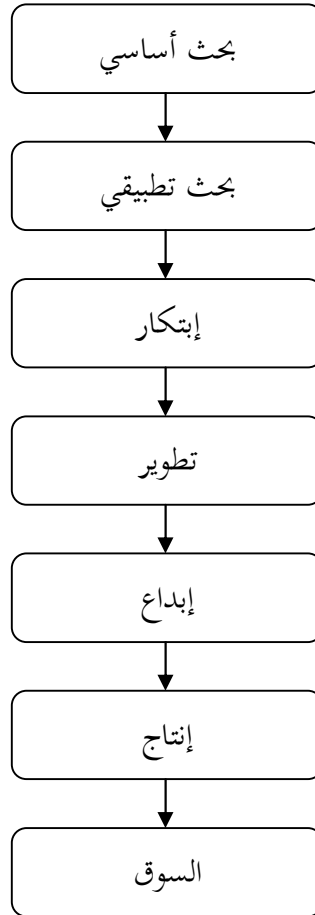 بحث أساسي
بحث تطبيقي
إبتكار
تطوير
إبداع
إنتاج
السوق